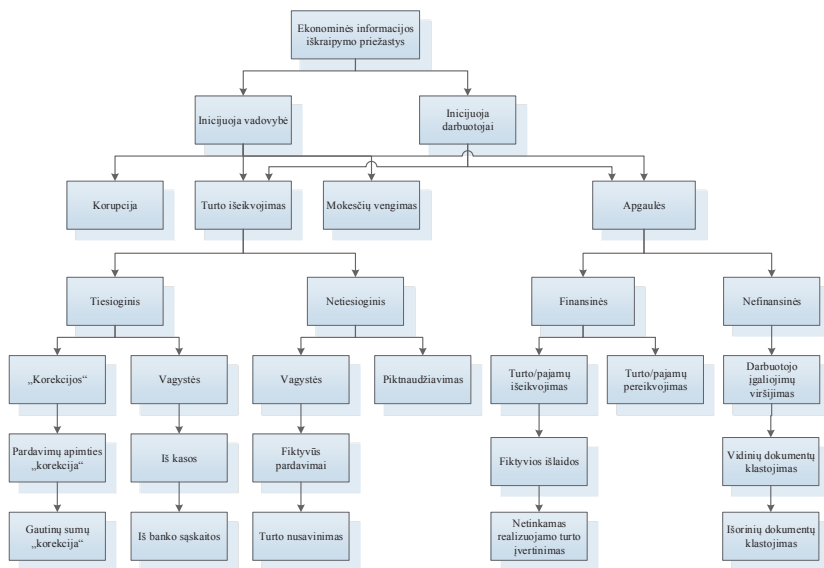 Ekonominės informacijos
iškraipymo priežastys
Inicijuoja vadovybė
Inicijuoja
darbuotojai
Korupcija
Turto išeikvojimas
Mokesčių vengimas
Apgaulės
Tiesioginis
Netiesioginis
Finansinės
Nefinansinės
„Korekcijos“
Vagystės
Vagystės
Piktnaudžiavimas
Turto/pajamų
išeikvojimas
Turto/pajamų
pereikvojimas
Darbuotojo
įgaliojimų
viršijimas
Pardavimų apimties
„korekcija“
Iš kasos
Fiktyvūs
pardavimai
Fiktyvios išlaidos
Vidinių dokumentų
klastojimas
Gautinų sumų
„korekcija“
Iš banko sąskaitos
Turto nusavinimas
Netinkamas
realizuojamo turto
įvertinimas
Išorinių dokumentų
klastojimas